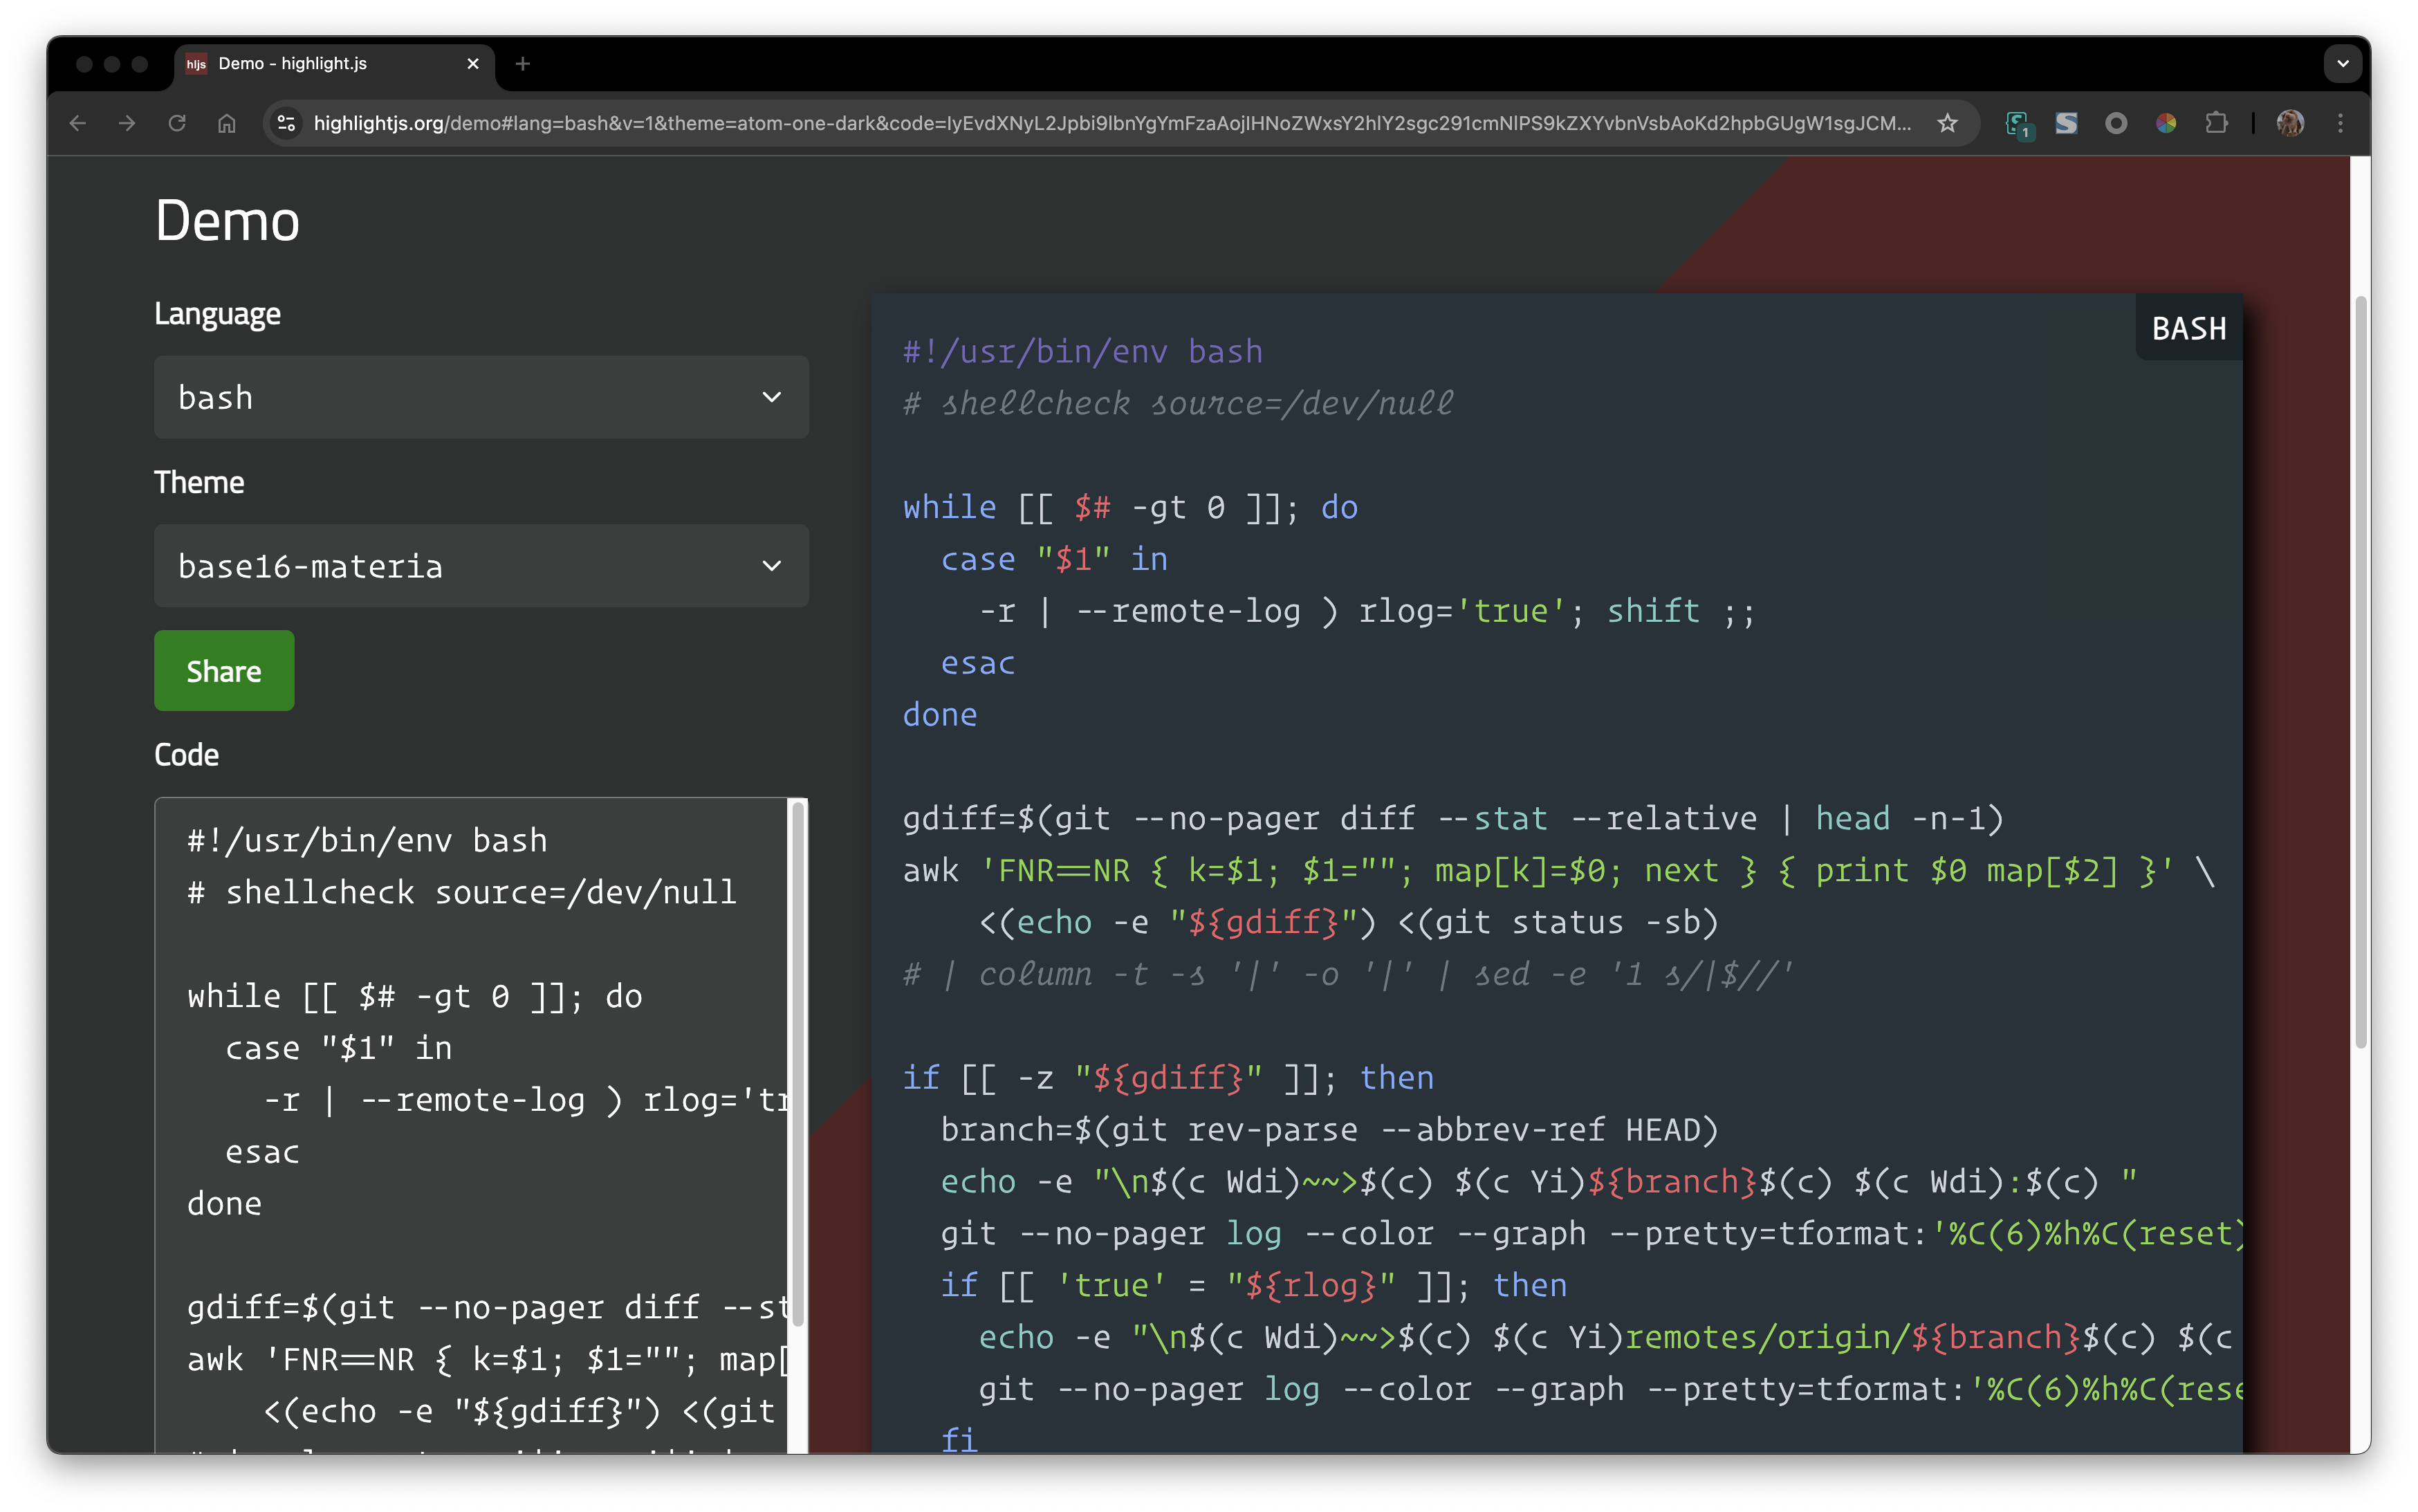 hljs Demo - highlight.js
highlightjs.org/demo#lang=bash&v=1&theme=atom-one-dark&code=
1
Demo
Language
bash
Theme
base16-materia
Share
Code
#!/usr/bin/env bash
# shellcheck source=/dev/null
while [[ $# -gt 0 ]]; do
  case "$1" in
    -r | --remote-log ) rlog='tr
  esac
done
gdiff=$(git --no-pager diff --st
awk 'FNR==NR { k=$1; $1=""; map[
    <(echo -e "${gdiff}") <(git
BASH
#!/usr/bin/env bash
# shellcheck source=/dev/null
while [[ $# -gt 0 ]]; do
  case "$1" in
    -r | --remote-log ) rlog='true'; shift ;;
  esac
done
gdiff=$(git --no-pager diff --stat --relative | head -n-1)
awk 'FNR==NR { k=$1; $1=""; map[k]=$0; next } { print $0 map[$2] }' \
    <(echo -e "${gdiff}") <(git status -sb)
# | column -t -s '|' -o '|' | sed -e '1 s/|$//'
if [[ -z "${gdiff}" ]]; then
  branch=$(git rev-parse --abbrev-ref HEAD)
  echo -e "\n$(c Wdi)~~>$(c) $(c Yi)${branch}$(c) $(c Wdi):$(c) "
  git --no-pager log --color --graph --pretty=tformat:'%C(6)%h%C(reset)
  if [[ 'true' = "${rlog}" ]]; then
    echo -e "\n$(c Wdi)~~>$(c) $(c Yi)remotes/origin/${branch}$(c) $(c
    git --no-pager log --color --graph --pretty=tformat:'%C(6)%h%C(rese
  fi